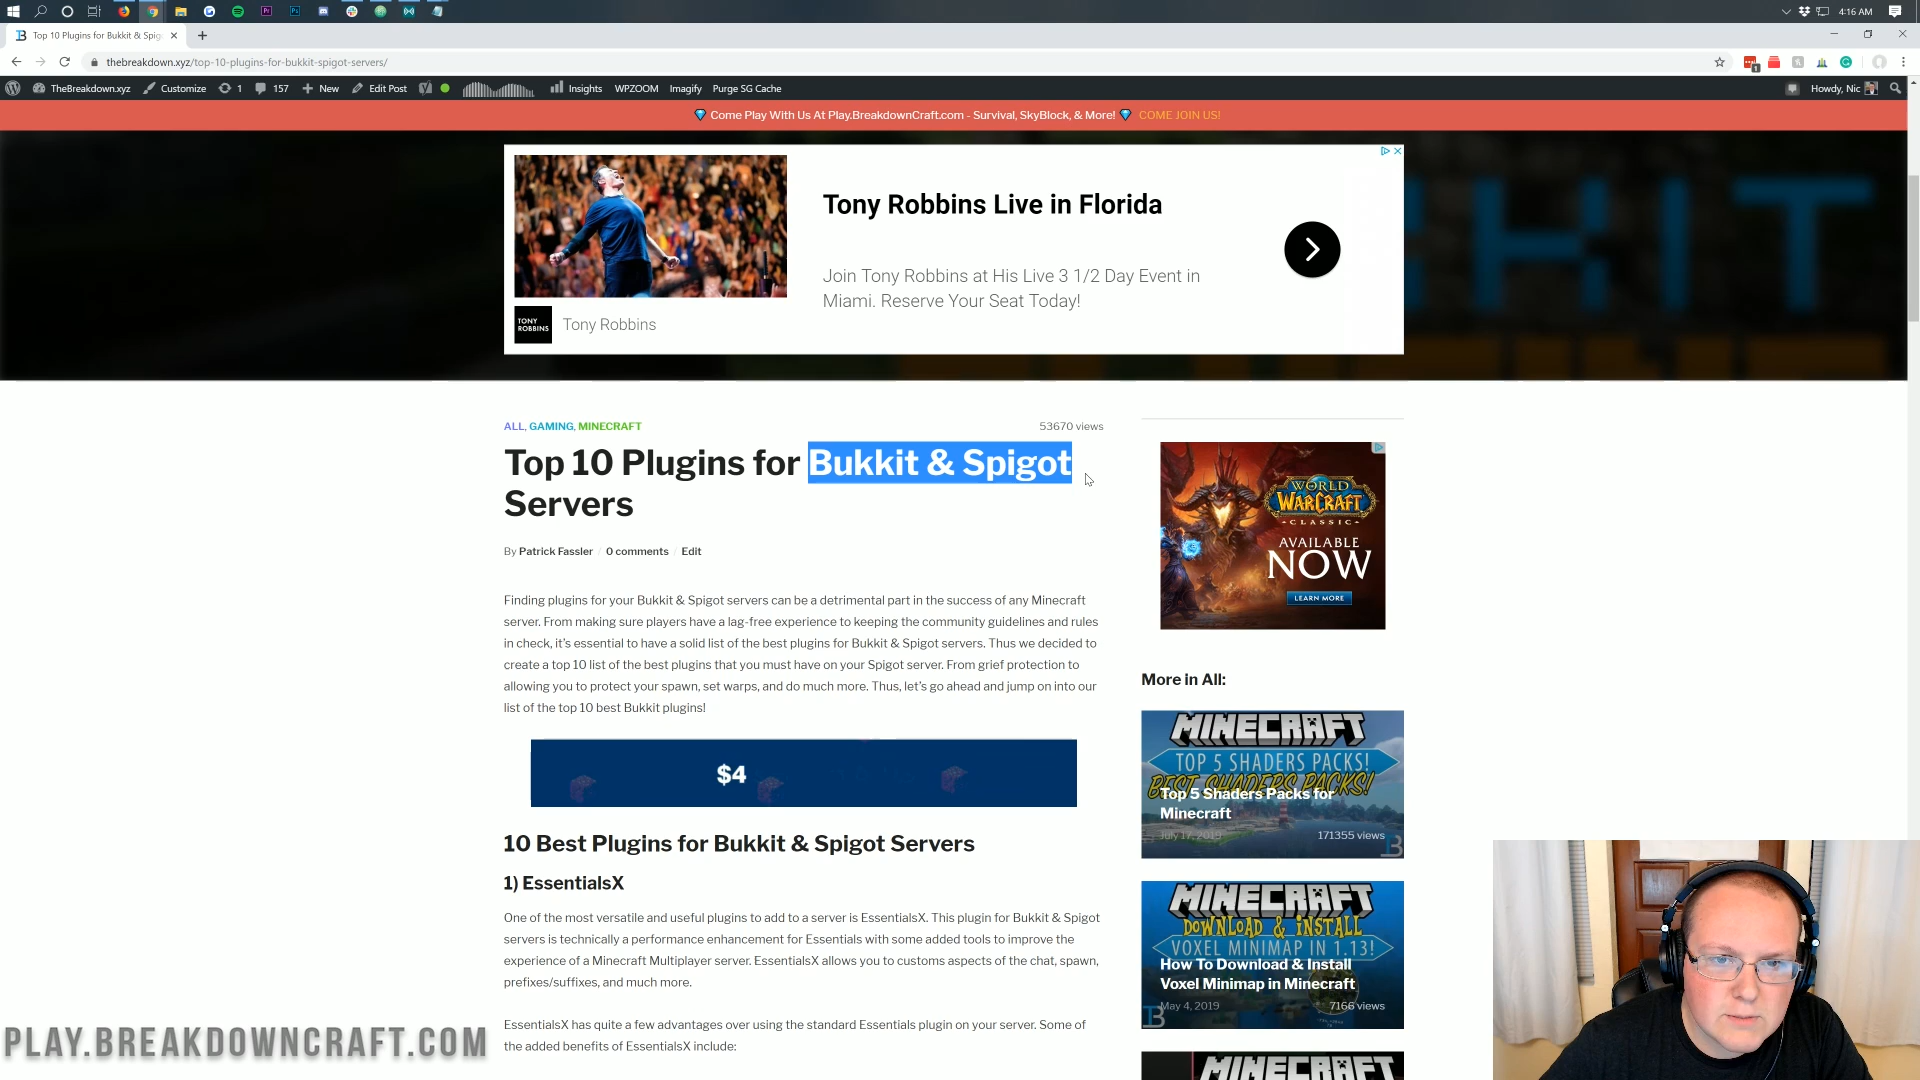 4:16 AM
Top 10 Plugins for Bukkit & Spig
thebreakdown.xyz/top-10-plugins-for-bukkit-spigot-servers/
TheBreakdown.xyz Customize 1 157 New Edit Post Insights WPZOOM Imagify Purge SG Cache Howdy, Nic
Come Play With Us At Play.BreakdownCraft.com - Survival, SkyBlock, & More! COME JOIN US!
Tony Robbins Live in Florida
Join Tony Robbins at His Live 3 1/2 Day Event in
Miami. Reserve Your Seat Today!
TONY
ROBBINS
Tony Robbins
ALL, GAMING, MINECRAFT
53670 views
Top 10 Plugins for Bukkit & Spigot
Servers
By Patrick Fassler / 0 comments / Edit
Finding plugins for your Bukkit & Spigot servers can be a detrimental part in the success of any Minecraft
server. From making sure players have a lag-free experience to keeping the community guidelines and rules
in check, it's essential to have a solid list of the best plugins for Bukkit & Spigot servers. Thus we decided to
create a top 10 list of the best plugins that you must have on your Spigot server. From grief protection to
allowing you to protect your spawn, set warps, and do much more. Thus, let's go ahead and jump on into our
list of the top 10 best Bukkit plugins!
$4
10 Best Plugins for Bukkit & Spigot Servers
1) EssentialsX
One of the most versatile and useful plugins to add to a server is EssentialsX. This plugin for Bukkit & Spigot
servers is technically a performance enhancement for Essentials with some added tools to improve the
experience of a Minecraft Multiplayer server. EssentialsX allows you to customs aspects of the chat, spawn,
prefixes/suffixes, and much more.
EssentialsX has quite a few advantages over using the standard Essentials plugin on your server. Some of
the added benefits of EssentialsX include:
WORLD
WARCRAFT
CLASSIC
AVAILABLE
NOW
LEARN MORE
More in All:
MINECRAFT
TOP 5 SHADERS PACKS!
BEST SHADERS PACKS!
Top 5 Shaders Packs for
Minecraft
July 17, 2019
171355 views
MINECRAFT
DOWNLOAD & INSTALL
VOXEL MINIMAP IN 1.13!
How To Download & Install
Voxel Minimap in Minecraft
May 4, 2019
7166 views
MINECRAFT
PLAY.BREAKDOWNCRAFT.COM